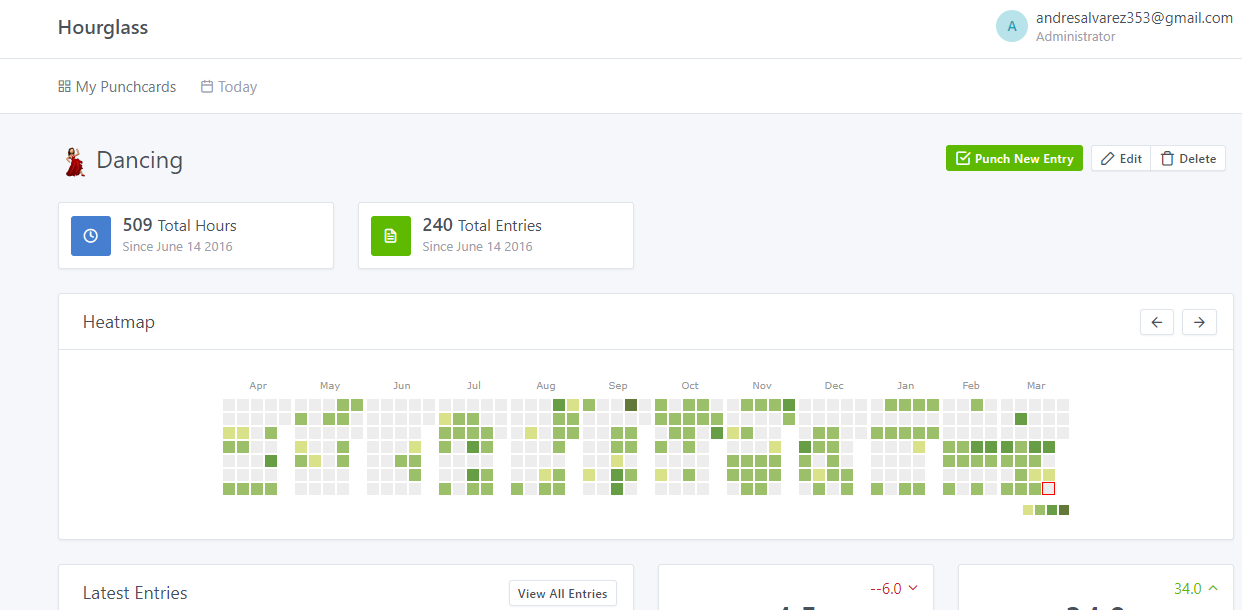 Hourglass
A
andresalvarez353@gmail.com
Administrator
My Punchcards
Today
Dancing
Punch New Entry
Edit
Delete
509 Total Hours
Since June 14 2016
240 Total Entries
Since June 14 2016
Heatmap
Apr May Jun Jul Aug Sep Oct Nov Dec Jan Feb Mar
Latest Entries
View All Entries
--6.0
34.0